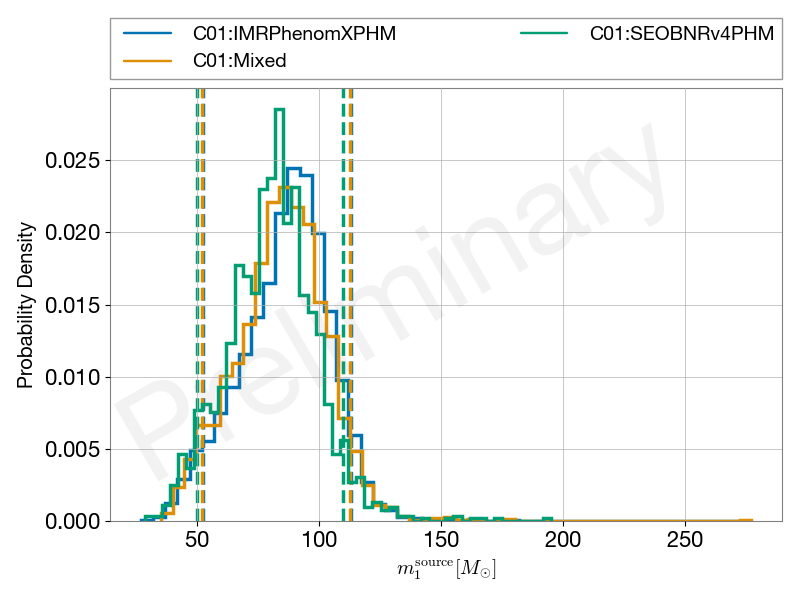 C01:IMRPhenomXPHM C01:SEOBNRv4PHM
C01:Mixed
Preliminary
Probability Density
0.025
0.020
0.015
0.010
0.005
0.000
50 100 150 200 250
m₁^source [M⊙]